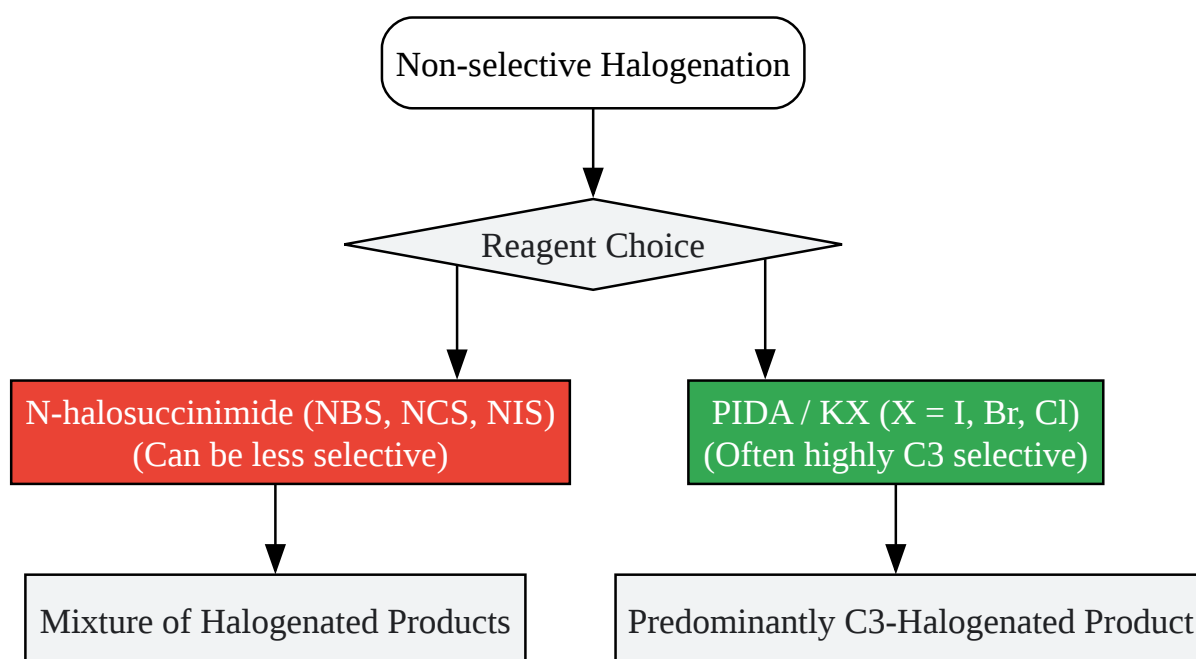 Non-selective Halogenation
Reagent Choice
N-halosuccinimide (NBS, NCS, NIS)
(Can be less selective)
PIDA / KX (X = I, Br, Cl)
(Often highly C3 selective)
Mixture of Halogenated Products
Predominantly C3-Halogenated Product